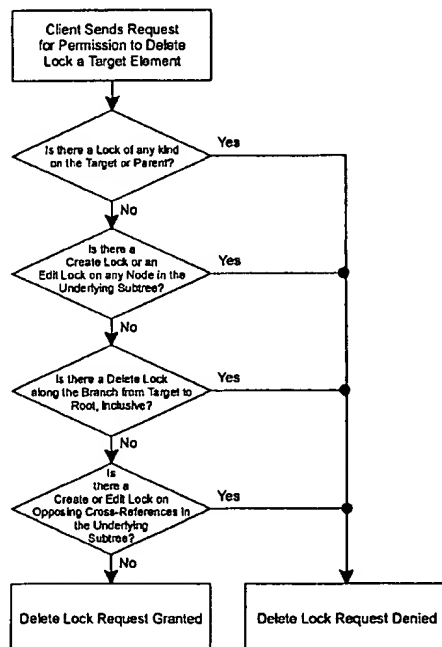 Client Sends Request
for Permission to Delete
Lock a Target Element
Is there a Lock of any kind
on the Target or Parent?
Yes
No
Is there a
Create Lock or an
Edit Lock on any Node in the
Underlying Subtree?
Yes
No
Is there a Delete Lock
along the Branch from Target to
Root, Inclusive?
Yes
No
Is
there a
Create or Edit Lock on
Opposing Cross-References in
the Underlying
Subtree?
Yes
No
Delete Lock Request Granted
Delete Lock Request Denied